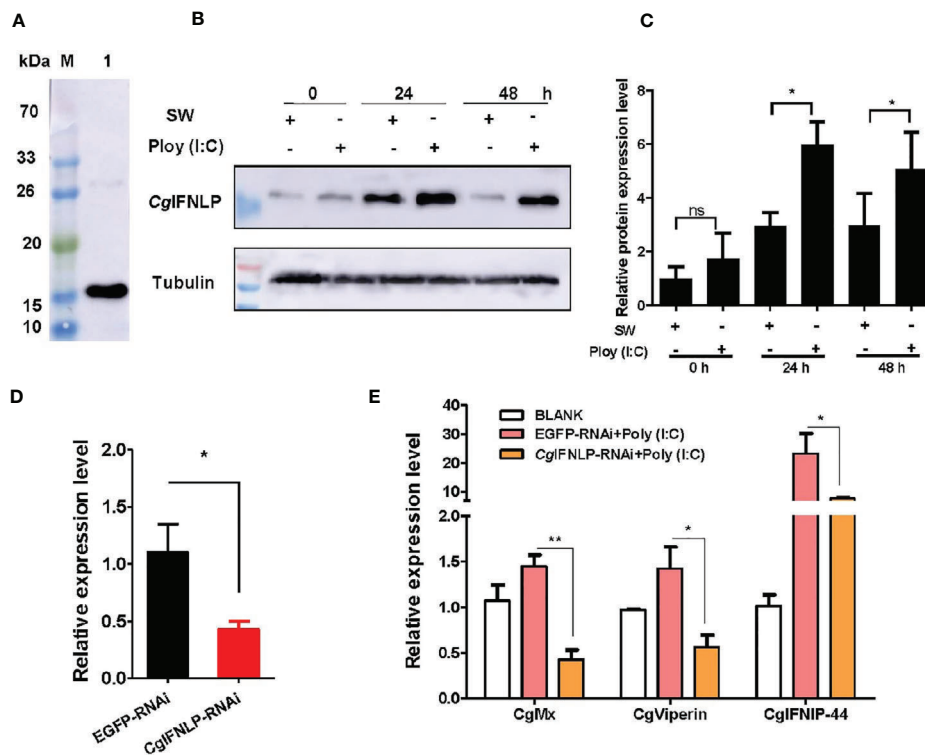 A
kDa M 1
70
33
26
20
15
10
B
0 24 48 h
SW + - + - + -
Ploy (I:C) - + - + - +
CgIFNLP
Tubulin
C
Relative protein expression level
8
6
4
2
0
ns
*
*
SW + - + - + -
Ploy (I:C) - + - + - +
0 h 24 h 48 h
D
Relative expression level
2.0
1.5
1.0
0.5
0.0
*
EGFP-RNAi
CgIFNLP-RNAi
E
Relative expression level
40
30
20
10
2.0
1.5
1.0
0.5
0.0
BLANK
EGFP-RNAi+Poly (I:C)
CgIFNLP-RNAi+Poly (I:C)
**
*
*
CgMx CgViperin CgIFNIP-44